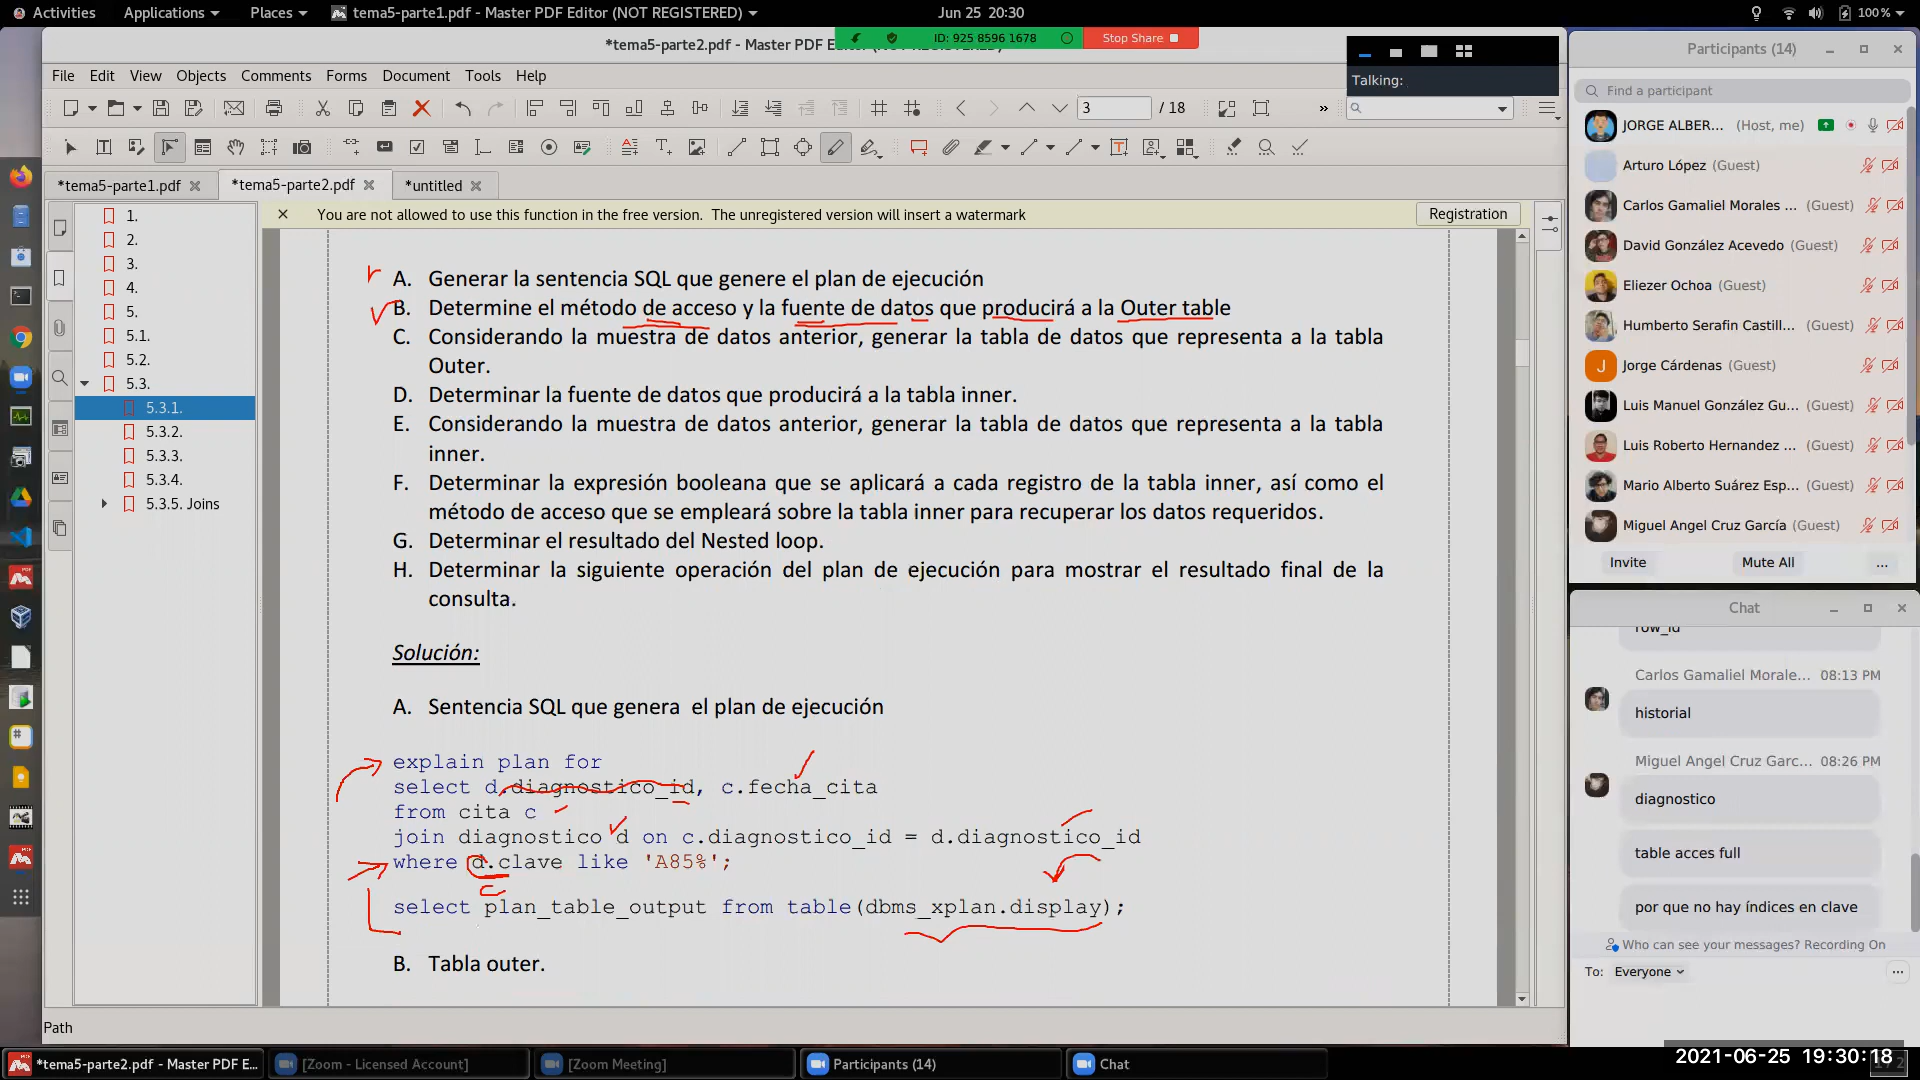 Activities
Applications
Places
tema5-parte1.pdf - Master PDF Editor (NOT REGISTERED)
Jun 25 20:30
100%
*tema5-parte2.pdf - Master PDF Editor (NOT REGISTERED)
ID: 925 8596 1678
Stop Share
Talking:
File Edit View Objects Comments Forms Document Tools Help
3 / 18
*tema5-parte1.pdf
*tema5-parte2.pdf
*untitled
You are not allowed to use this function in the free version. The unregistered version will insert a watermark
Registration
1.
2.
3.
4.
5.
5.1.
5.2.
5.3.
5.3.1.
5.3.2.
5.3.3.
5.3.4.
5.3.5. Joins
A. Generar la sentencia SQL que genere el plan de ejecución
B. Determine el método de acceso y la fuente de datos que producirá a la Outer table
C. Considerando la muestra de datos anterior, generar la tabla de datos que representa a la tabla
Outer.
D. Determinar la fuente de datos que producirá a la tabla inner.
E. Considerando la muestra de datos anterior, generar la tabla de datos que representa a la tabla
inner.
F. Determinar la expresión booleana que se aplicará a cada registro de la tabla inner, así como el
método de acceso que se empleará sobre la tabla inner para recuperar los datos requeridos.
G. Determinar el resultado del Nested loop.
H. Determinar la siguiente operación del plan de ejecución para mostrar el resultado final de la
consulta.
Solución:
A. Sentencia SQL que genera el plan de ejecución
explain plan for
select d.diagnostico_id, c.fecha_cita
from cita c
join diagnostico d on c.diagnostico_id = d.diagnostico_id
where d.clave like 'A85%';
c
select plan_table_output from table(dbms_xplan.display);
B. Tabla outer.
Path
Participants (14)
Find a participant
JORGE ALBER... (Host, me)
Arturo López (Guest)
Carlos Gamaliel Morales ... (Guest)
David González Acevedo (Guest)
Eliezer Ochoa (Guest)
Humberto Serafin Castill... (Guest)
J
Jorge Cárdenas (Guest)
Luis Manuel González Gu... (Guest)
Luis Roberto Hernandez ... (Guest)
Mario Alberto Suárez Esp... (Guest)
Miguel Angel Cruz García (Guest)
Invite
Mute All
...
Chat
row_id
Carlos Gamaliel Morale... 08:13 PM
historial
Miguel Angel Cruz Garc... 08:26 PM
diagnostico
table acces full
por que no hay índices en clave
Who can see your messages? Recording On
To: Everyone
*tema5-parte2.pdf - Master PDF E...
[Zoom - Licensed Account]
[Zoom Meeting]
Participants (14)
Chat
2021-06-25 19:30:18